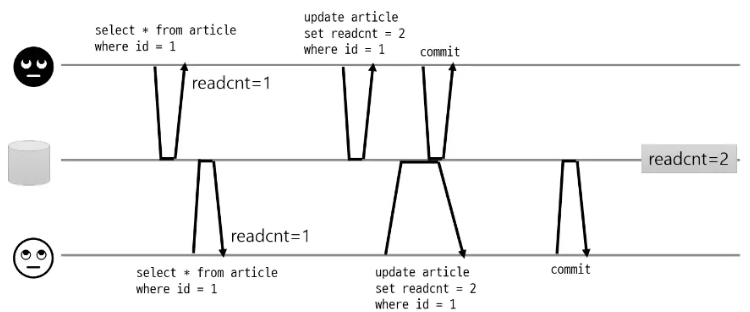 select * from article
where id = 1
update article
set readcnt = 2
where id = 1
commit
readcnt=1
readcnt=2
readcnt=1
select * from article
where id = 1
update article
set readcnt = 2
where id = 1
commit